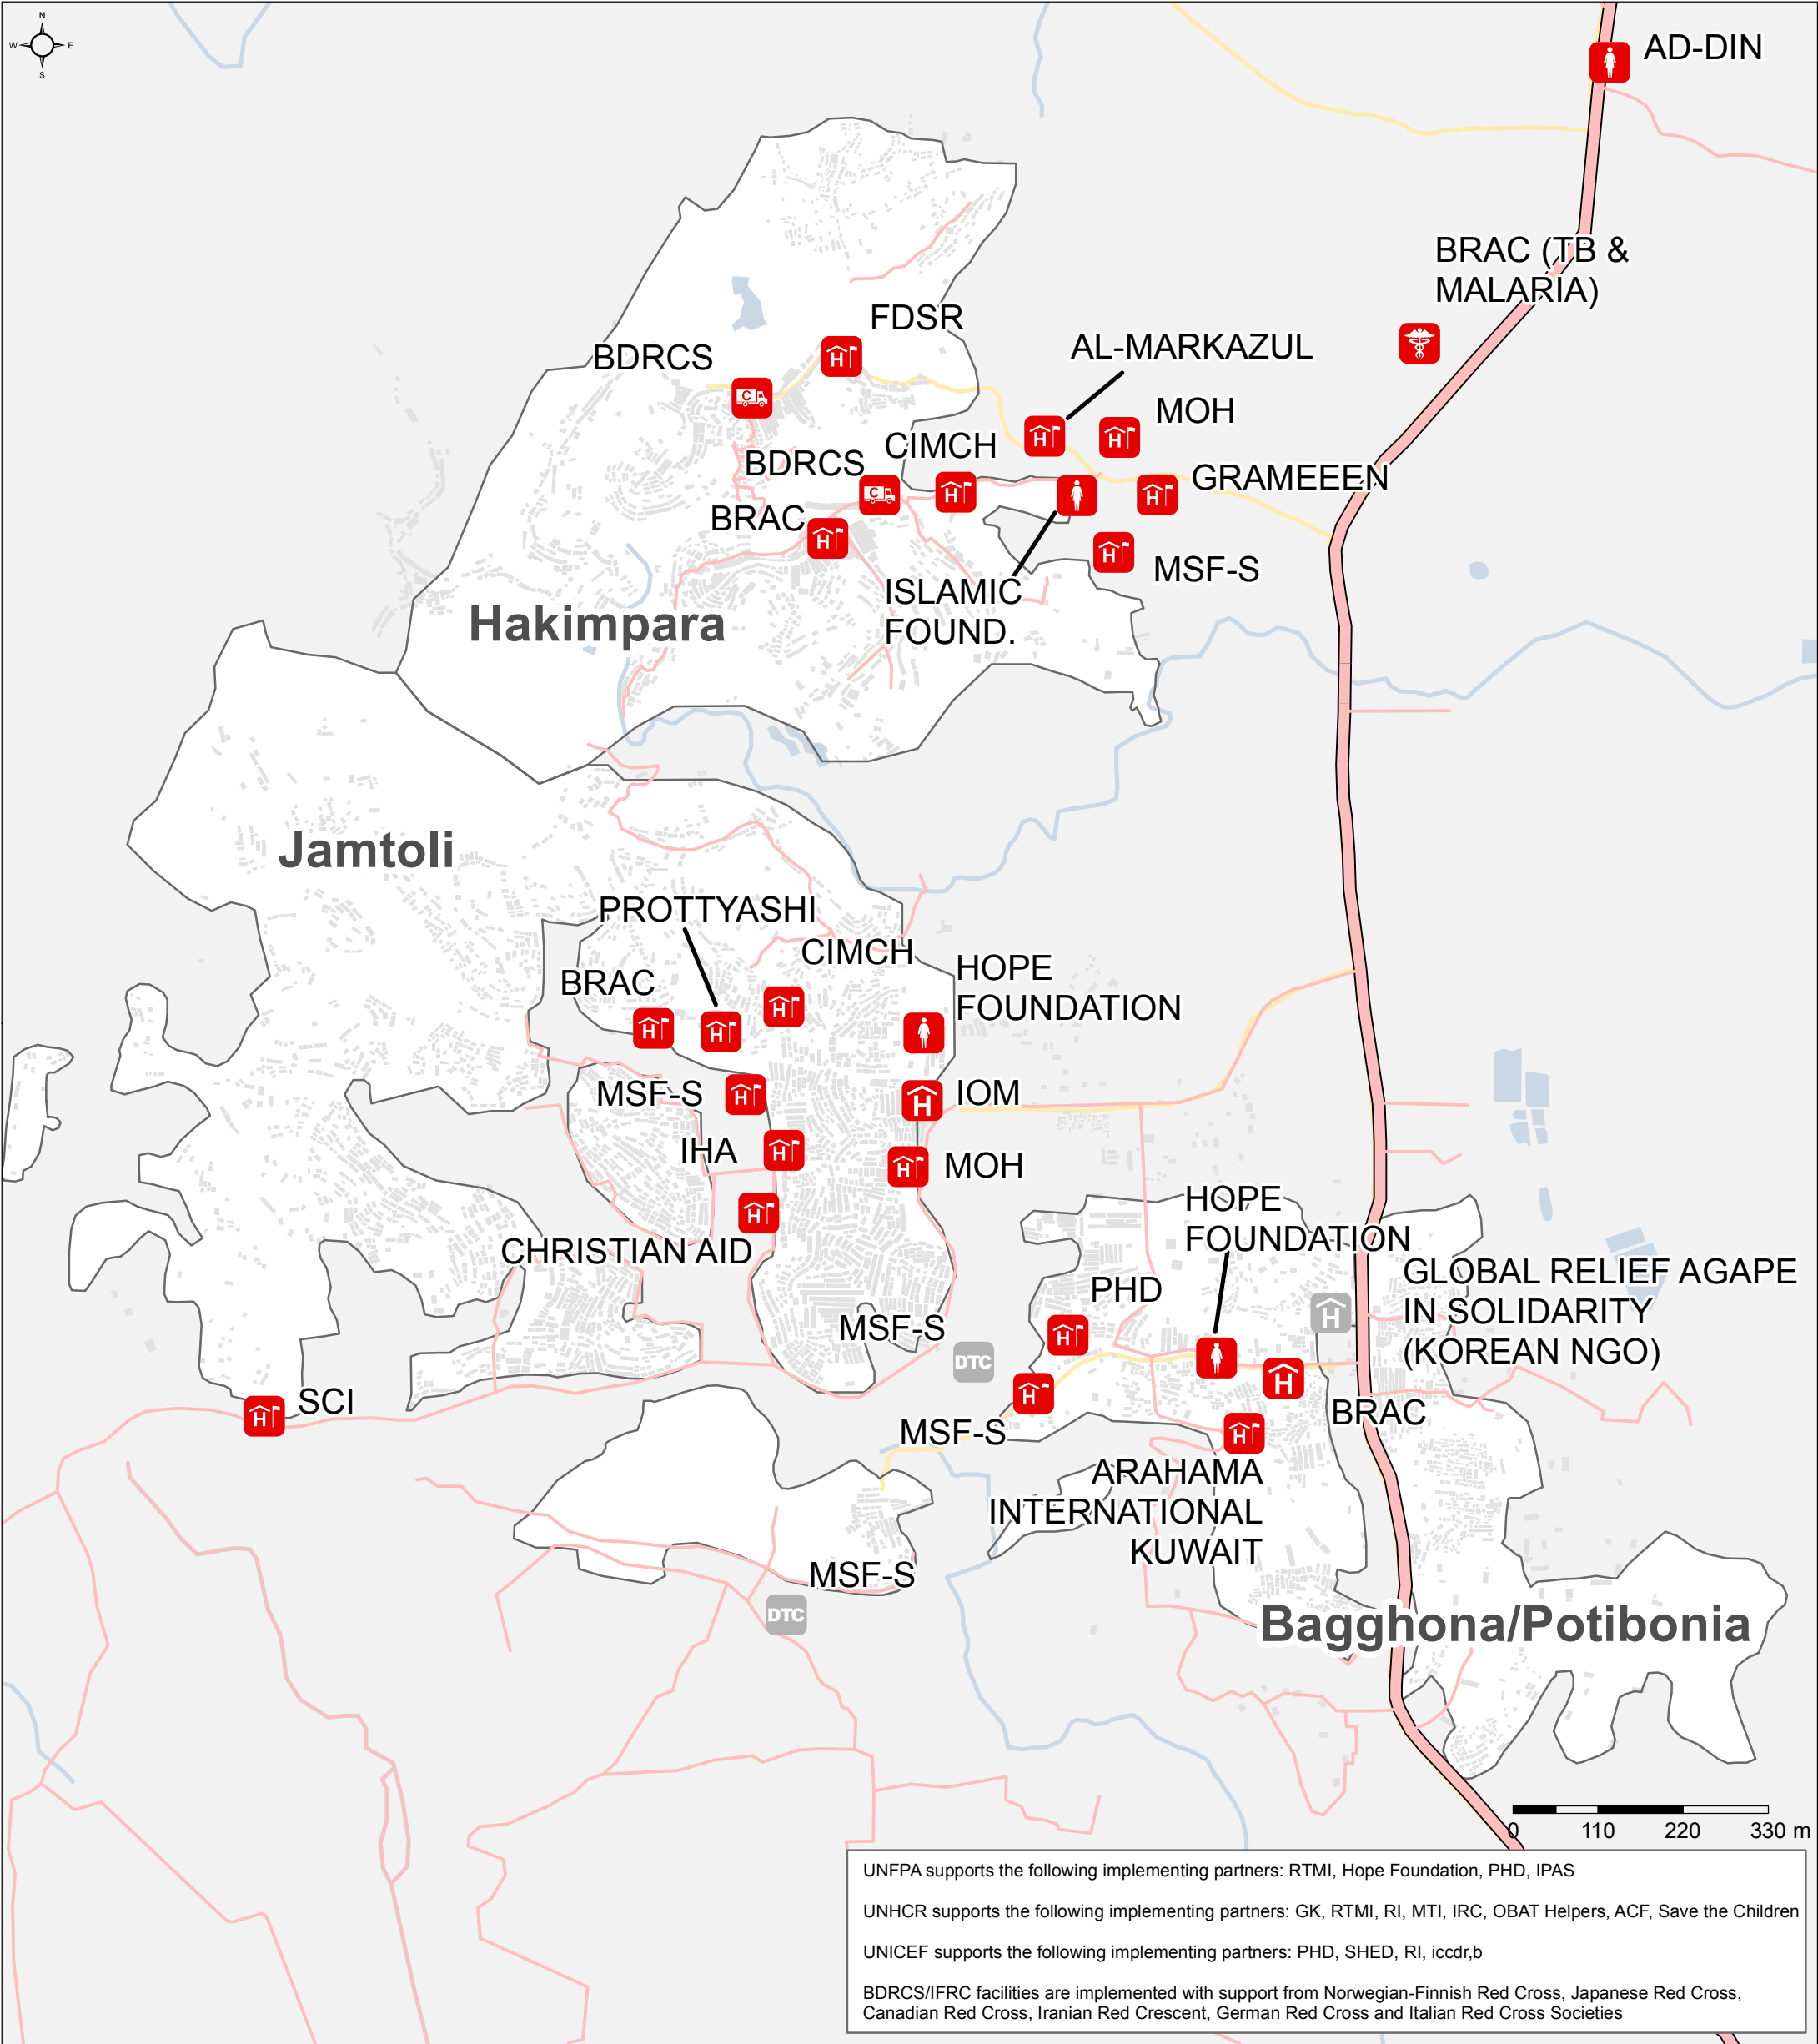 N
W E
S
AD-DIN
BRAC (TB &
MALARIA)
FDSR
BDRCS
AL-MARKAZUL
MOH
CIMCH
BDRCS
C
GRAMEEEN
BRAC
C
MSF-S
ISLAMIC
FOUND.
Hakimpara
Jamtoli
PROTTYASHI
CIMCH
BRAC
HOPE
FOUNDATION
MSF-S
IOM
IHA
MOH
CHRISTIAN AID
HOPE
FOUNDATION
GLOBAL RELIEF AGAPE
IN SOLIDARITY
(KOREAN NGO)
PHD
MSF-S
DTC
SCI
BRAC
MSF-S
ARAHAMA
INTERNATIONAL
KUWAIT
MSF-S
DTC
Bagghona/Potibonia
0 110 220 330 m
UNFPA supports the following implementing partners: RTMI, Hope Foundation, PHD, IPAS
UNHCR supports the following implementing partners: GK, RTMI, RI, MTI, IRC, OBAT Helpers, ACF, Save the Children
UNICEF supports the following implementing partners: PHD, SHED, RI, iccdr,b
BDRCS/IFRC facilities are implemented with support from Norwegian-Finnish Red Cross, Japanese Red Cross,
Canadian Red Cross, Iranian Red Crescent, German Red Cross and Italian Red Cross Societies